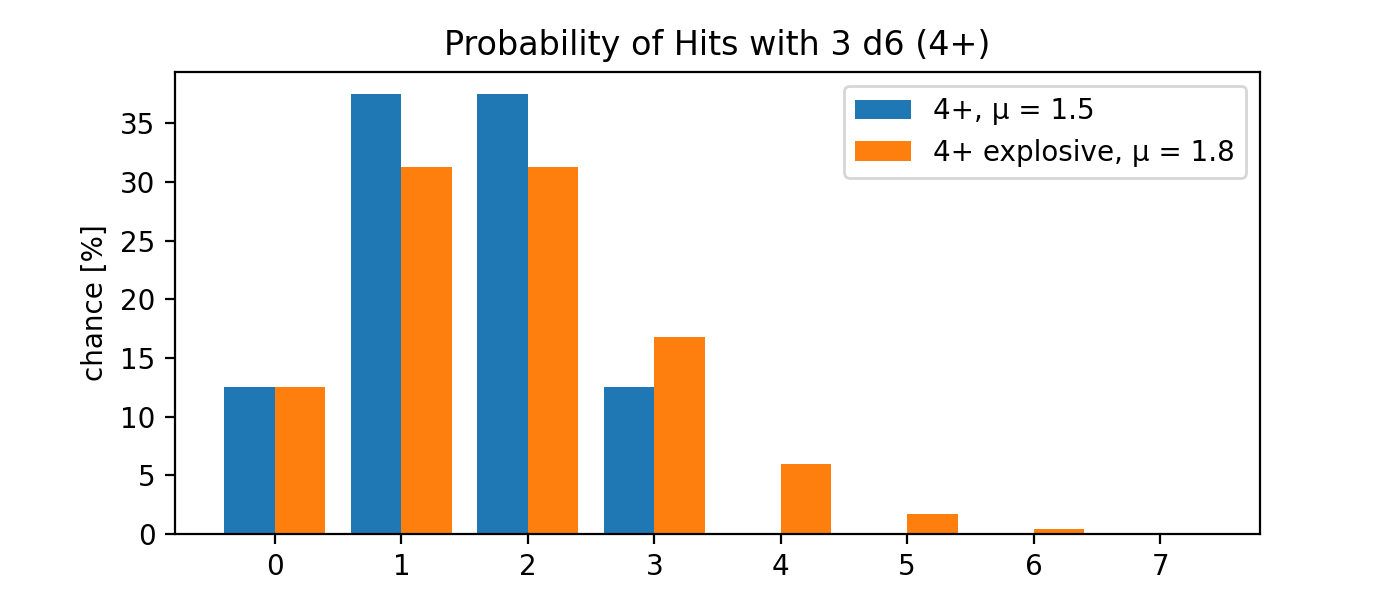 Probability of Hits with 3 d6 (4+)
4+, μ = 1.5
4+ explosive, μ = 1.8
chance [%]
35
30
25
20
15
10
5
0
0 1 2 3 4 5 6 7